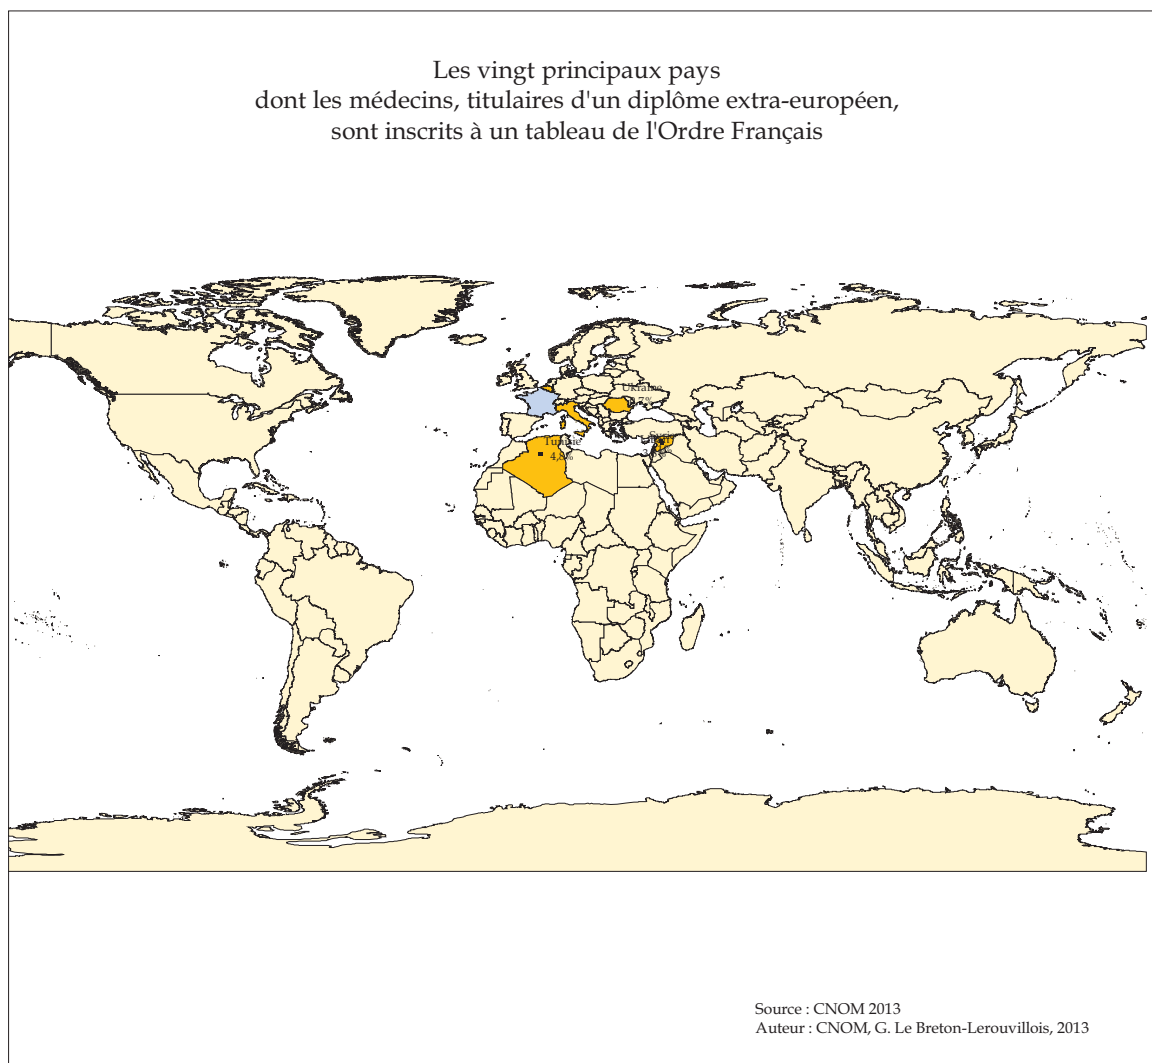 Les vingt principaux pays
dont les médecins, titulaires d'un diplôme extra-européen,
sont inscrits à un tableau de l'Ordre Français
Ukraine
Tunisie
4,8%
Source : CNOM 2013
Auteur : CNOM, G. Le Breton-Lerouvillois, 2013